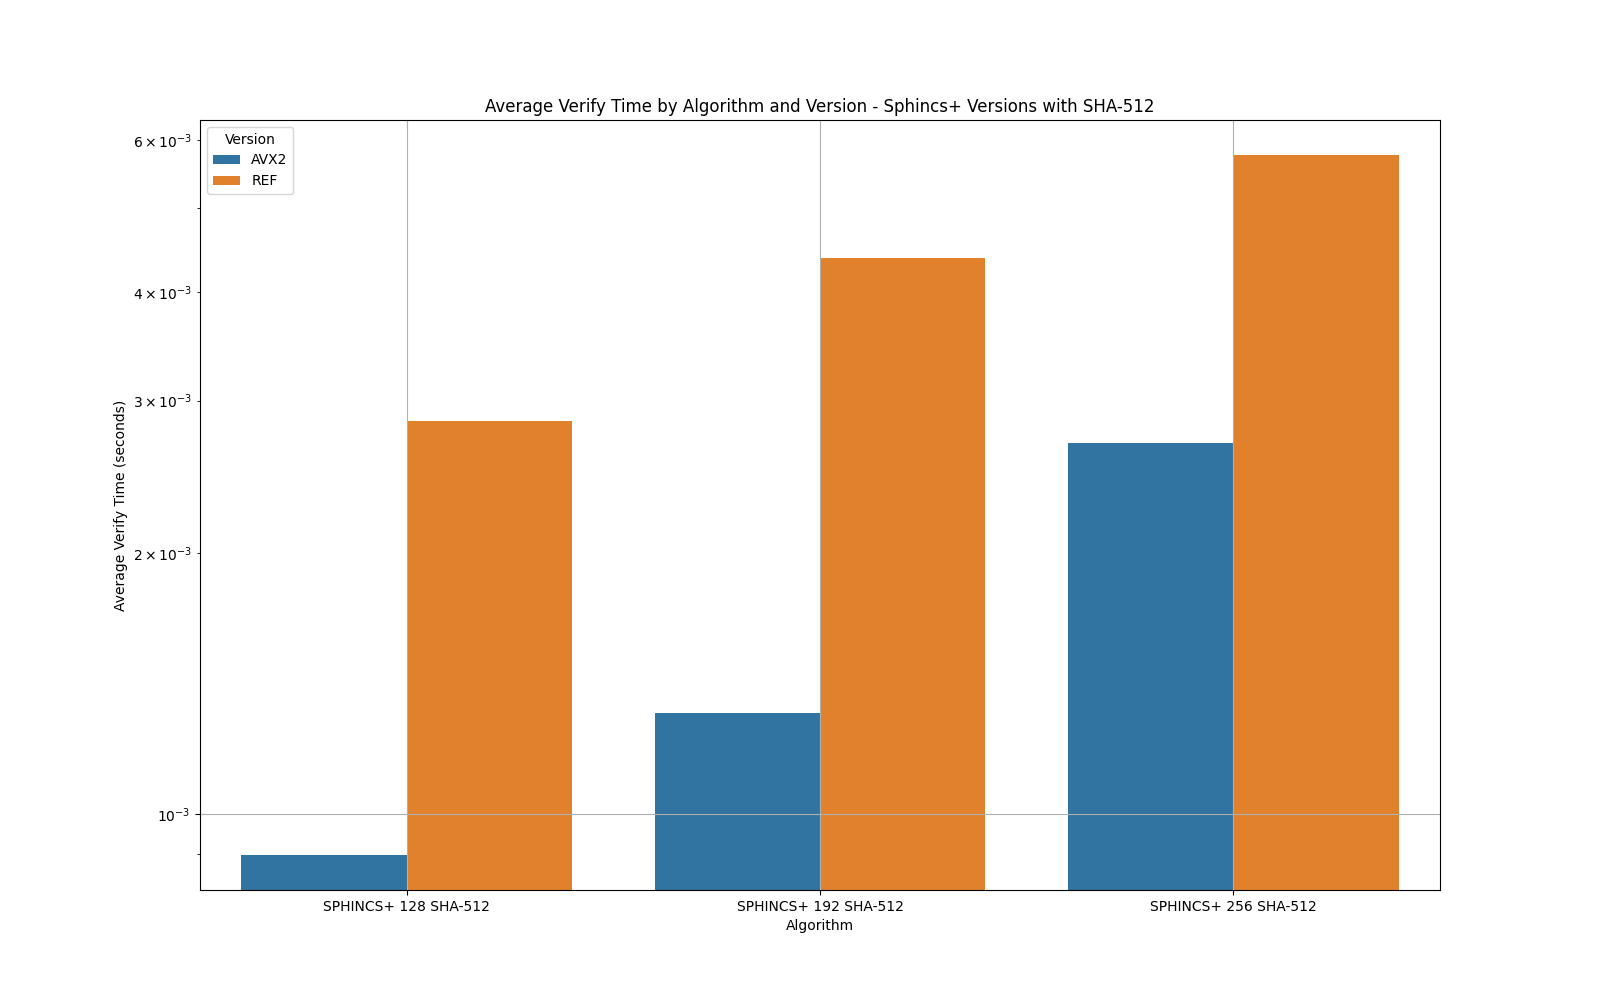 Average Verify Time by Algorithm and Version - Sphincs+ Versions with SHA-512
Version
AVX2
REF
6 × 10⁻³
4 × 10⁻³
3 × 10⁻³
2 × 10⁻³
10⁻³
Average Verify Time (seconds)
SPHINCS+ 128 SHA-512
SPHINCS+ 192 SHA-512
SPHINCS+ 256 SHA-512
Algorithm